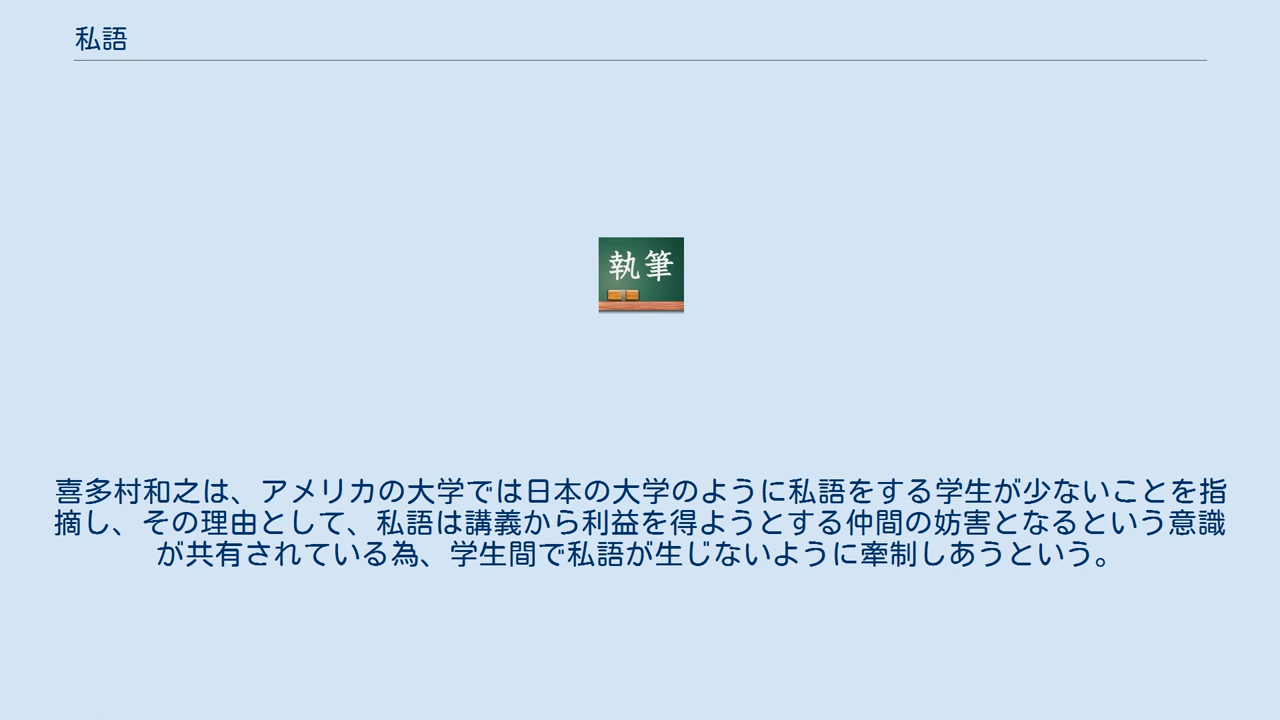 私語
執筆
喜多村和之は、アメリカの大学では日本の大学のように私語をする学生が少ないことを指
摘し、その理由として、私語は講義から利益を得ようとする仲間の妨害となるという意識
が共有されている為、学生間で私語が生じないように牽制しあうという。